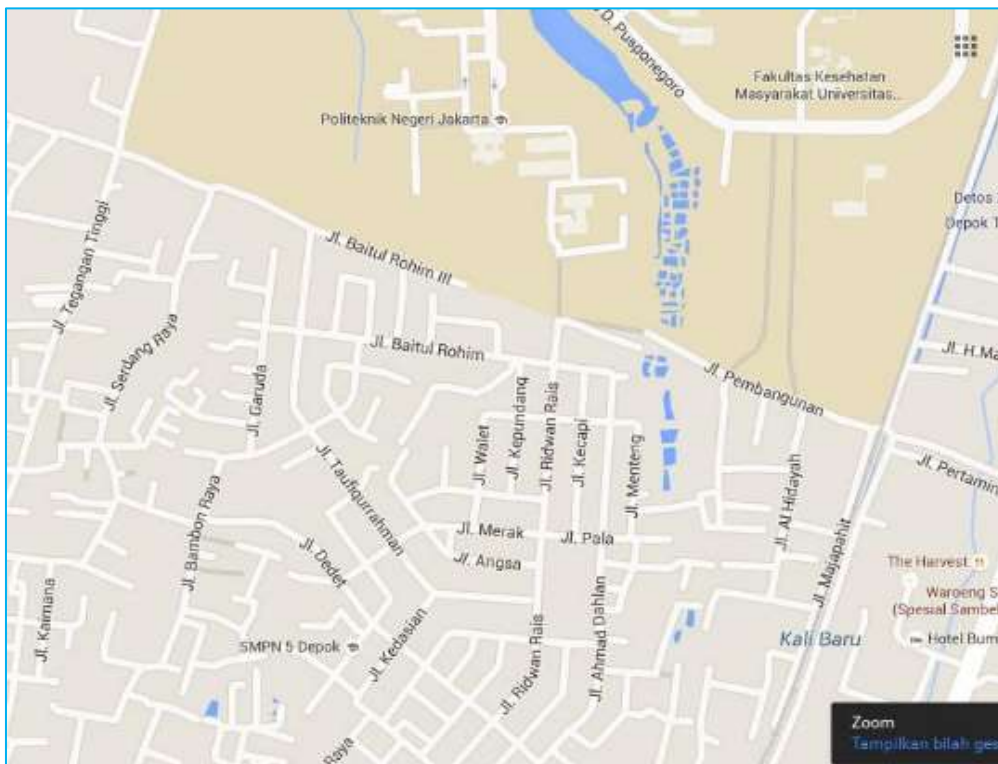 D. Pusponegoro
Fakultas Kesehatan
Masyarakat Universitas...
Politeknik Negeri Jakarta
Detos
Depok
Jl. Tegangan Tinggi
Jl. Baitul Rohim III
Jl. Serdang Raya
Jl. Garuda
Jl. Baitul Rohim
Jl. Pembangunan
Jl. H.Ma
Jl. Walet
Jl. Kepundang
Jl. Ridwan Rais
Jl. Kecapi
Jl. Menteng
Jl. Al Hidayah
Jl. Pertamin
Jl. Taufiqurrahman
Jl. Bambon Raya
Jl. Dedet
Jl. Merak
Jl. Pala
Jl. Angsa
Jl. Majapahit
The Harvest
Waroeng S
(Spesial Sambel
Jl. Kaimana
SMPN 5 Depok
Jl. Kedasian
Jl. Ridwan Rais
Jl. Ahmad Dahlan
Kali Baru
Hotel Bum
Raya
Zoom
Tampilkan bilah ges